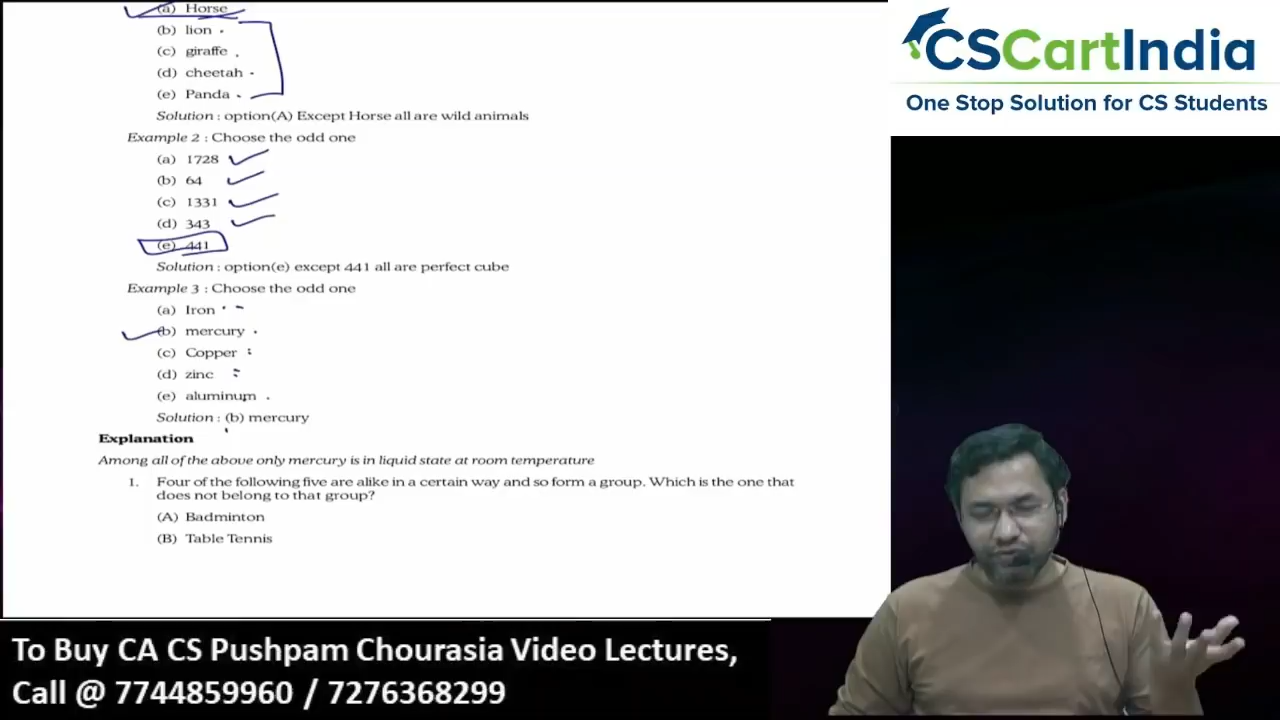 (a) Horse
(b) lion
(c) giraffe
(d) cheetah
(e) Panda
Solution : option(A) Except Horse all are wild animals
Example 2 : Choose the odd one
(a) 1728
(b) 64
(c) 1331
(d) 343
(e) 441
Solution : option(e) except 441 all are perfect cube
Example 3 : Choose the odd one
(a) Iron
(b) mercury
(c) Copper
(d) zinc
(e) aluminum
Solution : (b) mercury
Explanation
Among all of the above only mercury is in liquid state at room temperature
1. Four of the following five are alike in a certain way and so form a group. Which is the one that
does not belong to that group?
(A) Badminton
(B) Table Tennis
CSCartIndia
One Stop Solution for CS Students
To Buy CA CS Pushpam Chourasia Video Lectures,
Call @ 7744859960 / 7276368299